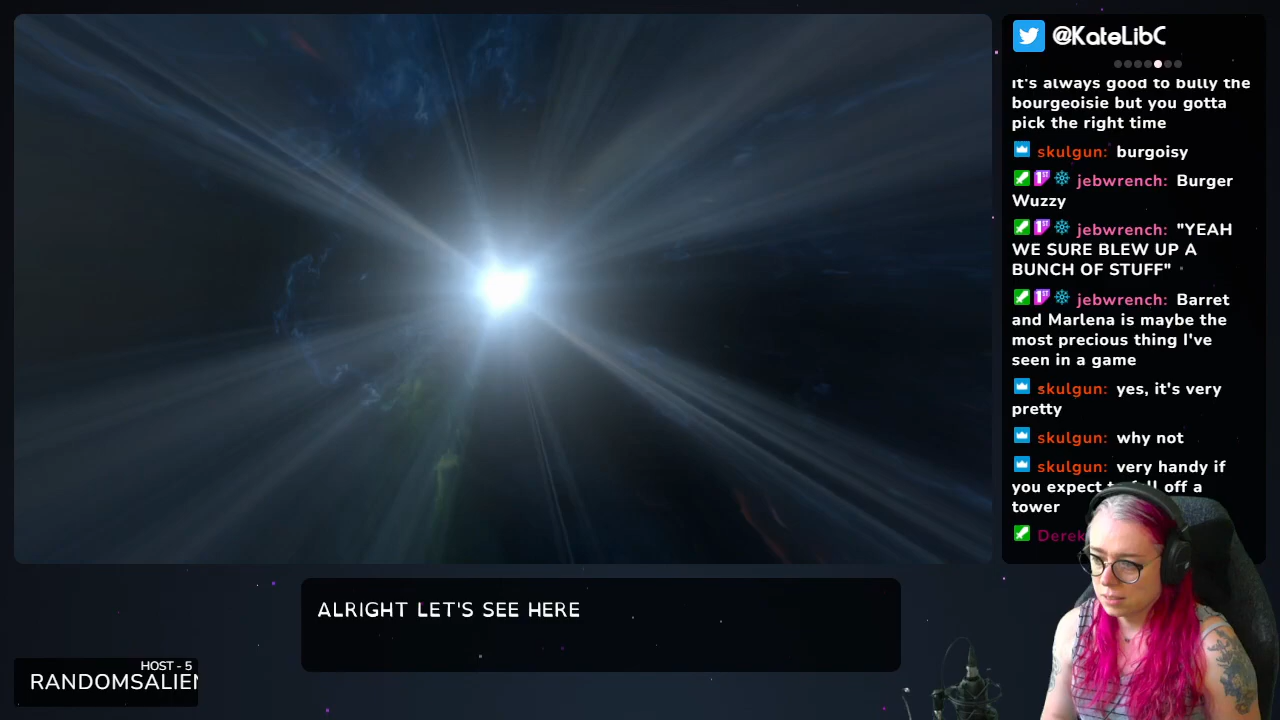 @KateLibC
it's always good to bully the
bourgeoisie but you gotta
pick the right time
skulgun: burgoisy
jebwrench: Burger
Wuzzy
jebwrench: "YEAH
WE SURE BLEW UP A
BUNCH OF STUFF"
jebwrench: Barret
and Marlena is maybe the
most precious thing I've
seen in a game
skulgun: yes, it's very
pretty
skulgun: why not
skulgun: very handy if
you expect off a
tower
Derek
ALRIGHT LET'S SEE HERE
HOST - 5
RANDOMSALIEN